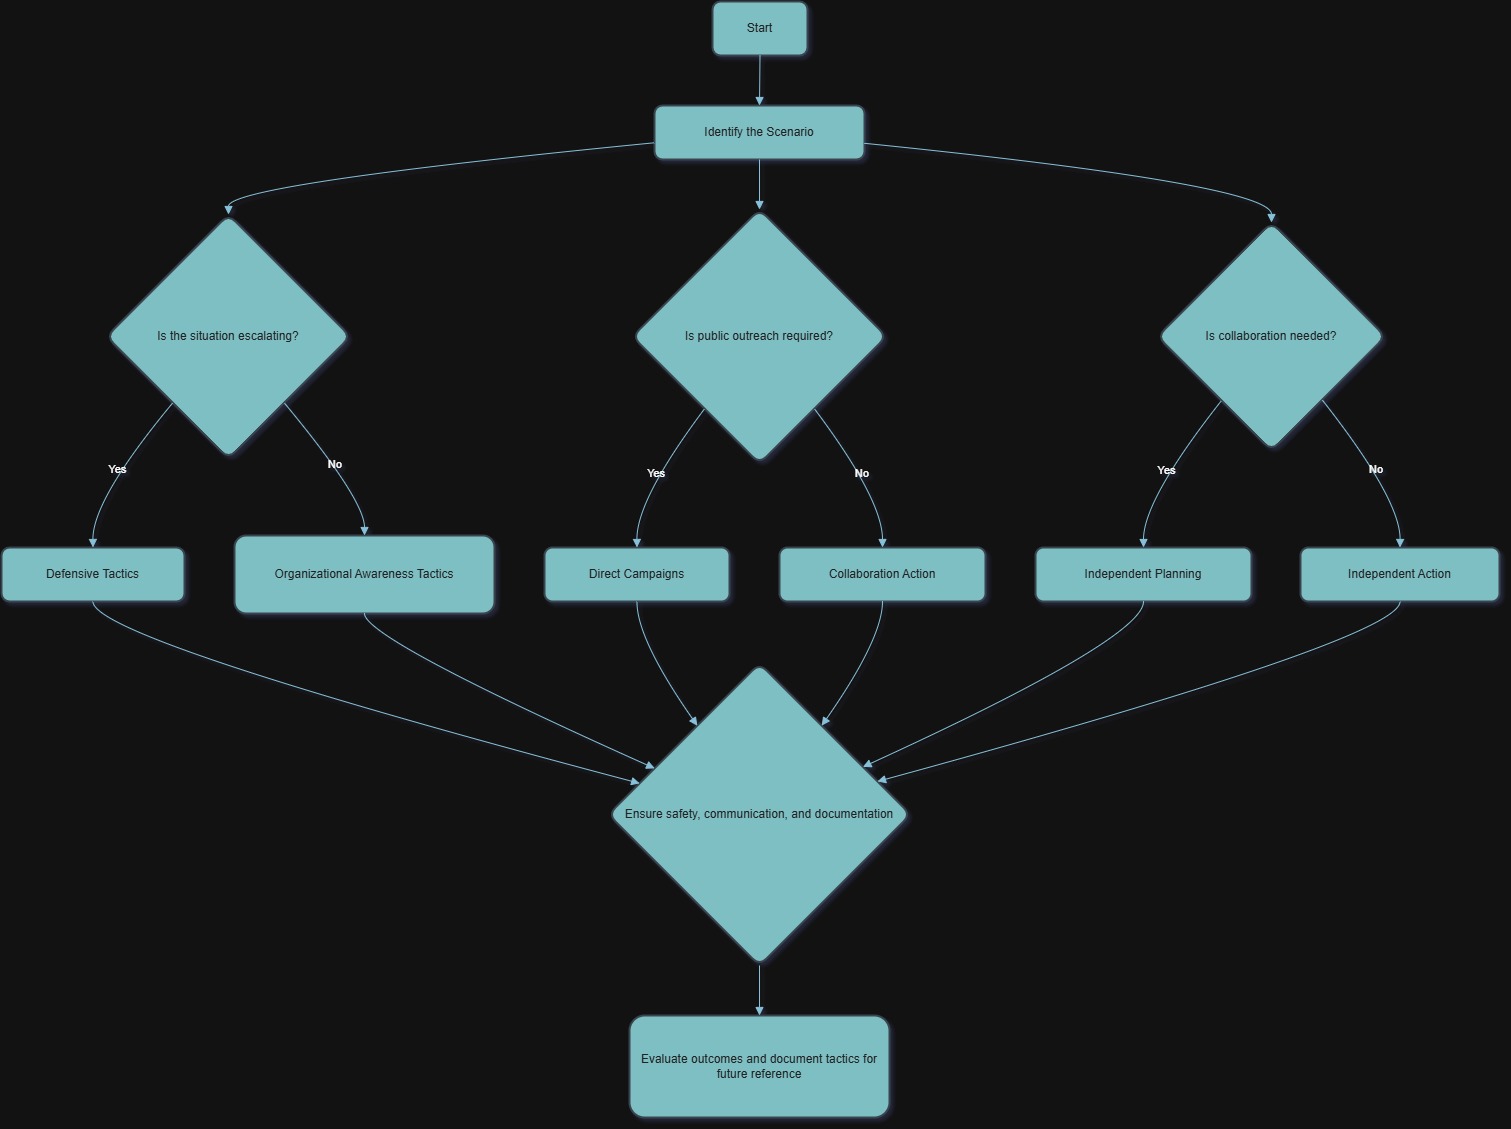 Start
Identify the Scenario
Is the situation escalating?
Is public outreach required?
Is collaboration needed?
Yes
No
Yes
No
Yes
No
Defensive Tactics
Organizational Awareness Tactics
Direct Campaigns
Collaboration Action
Independent Planning
Independent Action
Ensure safety, communication, and documentation
Evaluate outcomes and document tactics for
future reference